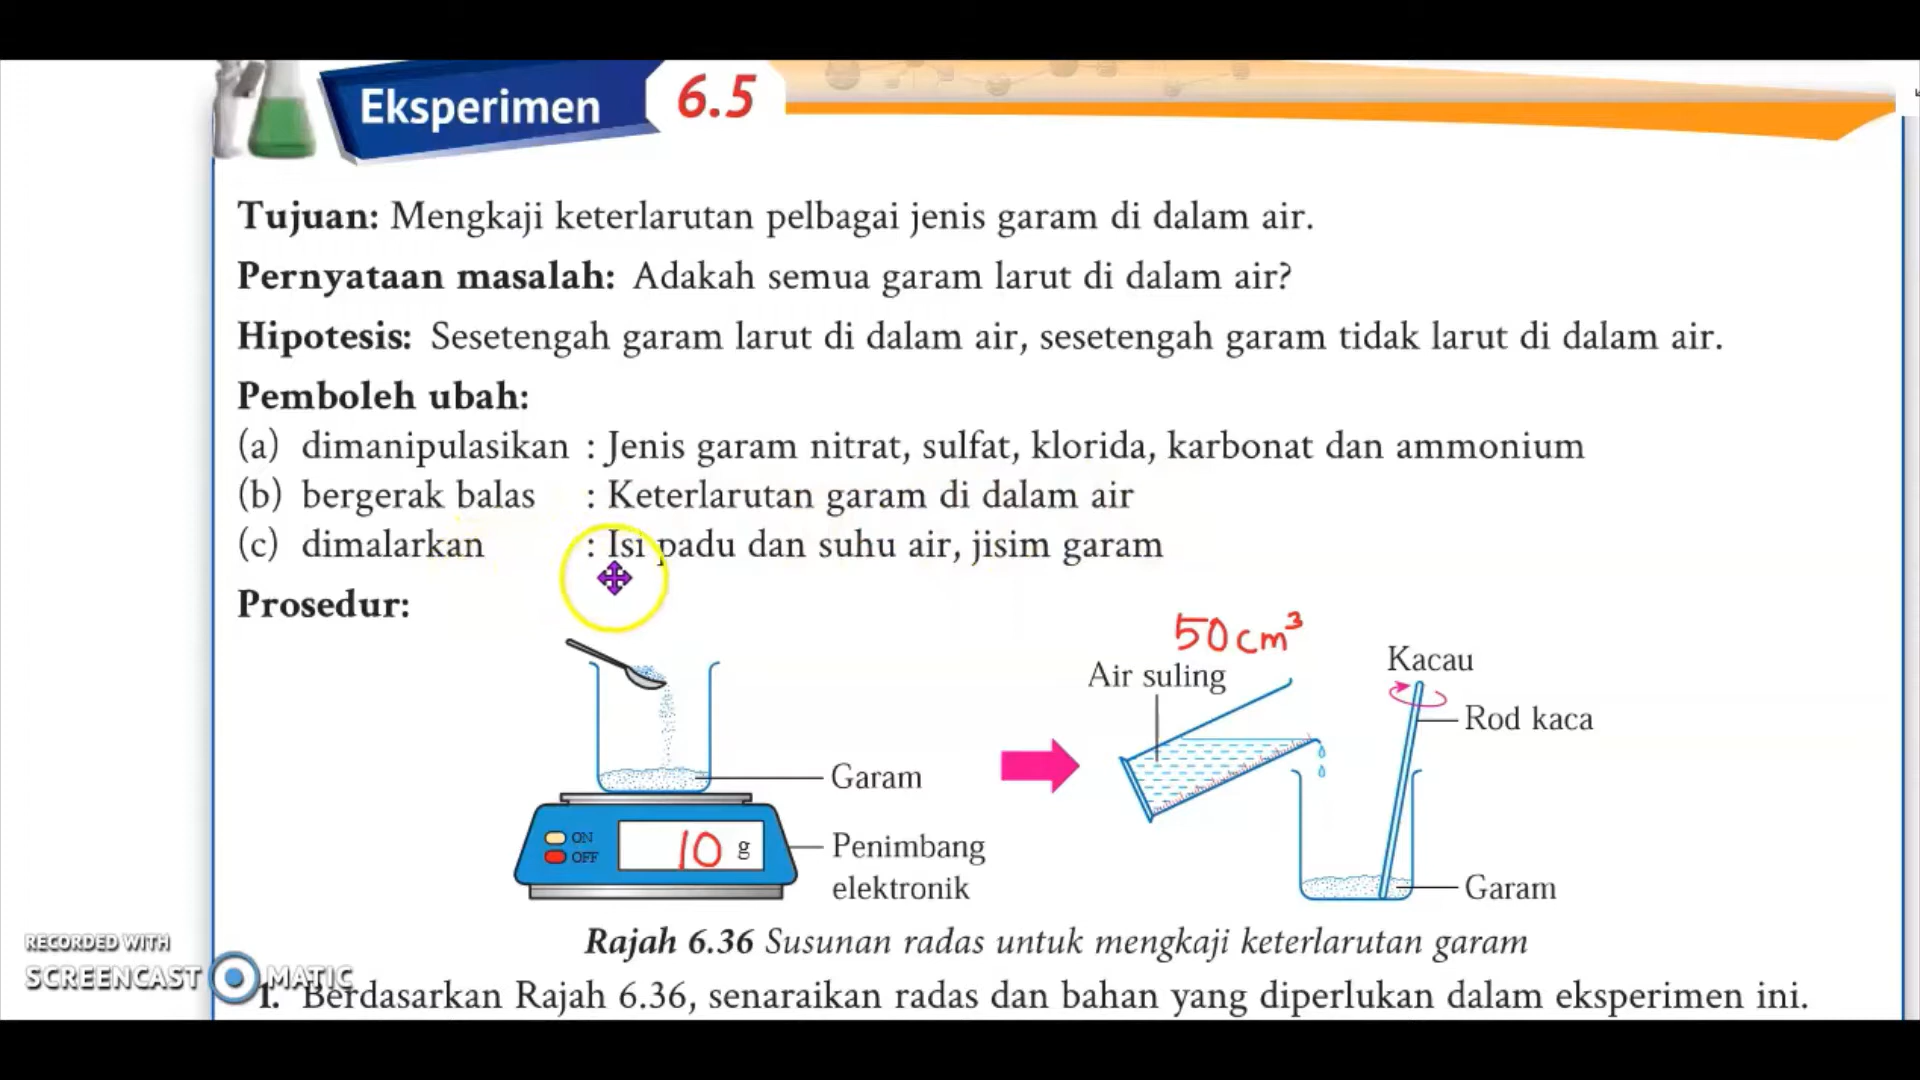 Eksperimen 6.5
Tujuan: Mengkaji keterlarutan pelbagai jenis garam di dalam air.
Pernyataan masalah: Adakah semua garam larut di dalam air?
Hipotesis: Sesetengah garam larut di dalam air, sesetengah garam tidak larut di dalam air.
Pemboleh ubah:
(a) dimanipulasikan : Jenis garam nitrat, sulfat, klorida, karbonat dan ammonium
(b) bergerak balas : Keterlarutan garam di dalam air
(c) dimalarkan : Isi padu dan suhu air, jisim garam
Prosedur:
50 cm³
Air suling
Kacau
Rod kaca
Garam
ON
OFF
10 g
Penimbang
elektronik
Garam
Rajah 6.36 Susunan radas untuk mengkaji keterlarutan garam
1. Berdasarkan Rajah 6.36, senaraikan radas dan bahan yang diperlukan dalam eksperimen ini.
RECORDED WITH
SCREENCAST MATIC